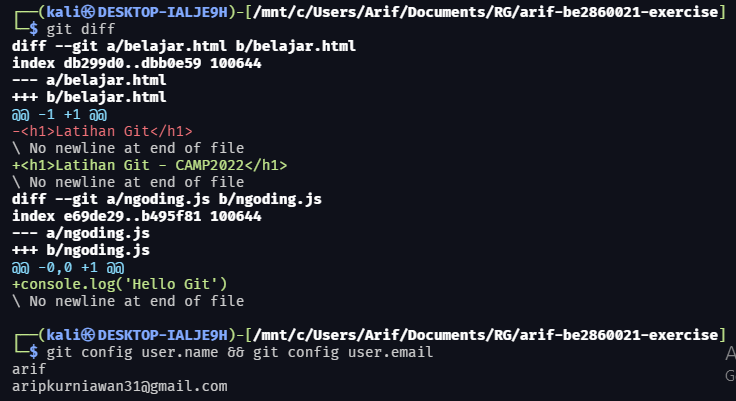 ┌──(kali㉿DESKTOP-IALJE9H)-[/mnt/c/Users/Arif/Documents/RG/arif-be2860021-exercise]
└─$ git diff
diff --git a/belajar.html b/belajar.html
index db299d0..dbb0e59 100644
--- a/belajar.html
+++ b/belajar.html
@@ -1 +1 @@
-<h1>Latihan Git</h1>
\ No newline at end of file
+<h1>Latihan Git - CAMP2022</h1>
\ No newline at end of file
diff --git a/ngoding.js b/ngoding.js
index e69de29..b495f81 100644
--- a/ngoding.js
+++ b/ngoding.js
@@ -0,0 +1 @@
+console.log('Hello Git')
\ No newline at end of file
┌──(kali㉿DESKTOP-IALJE9H)-[/mnt/c/Users/Arif/Documents/RG/arif-be2860021-exercise]
└─$ git config user.name && git config user.email
arif
aripkurniawan31@gmail.com